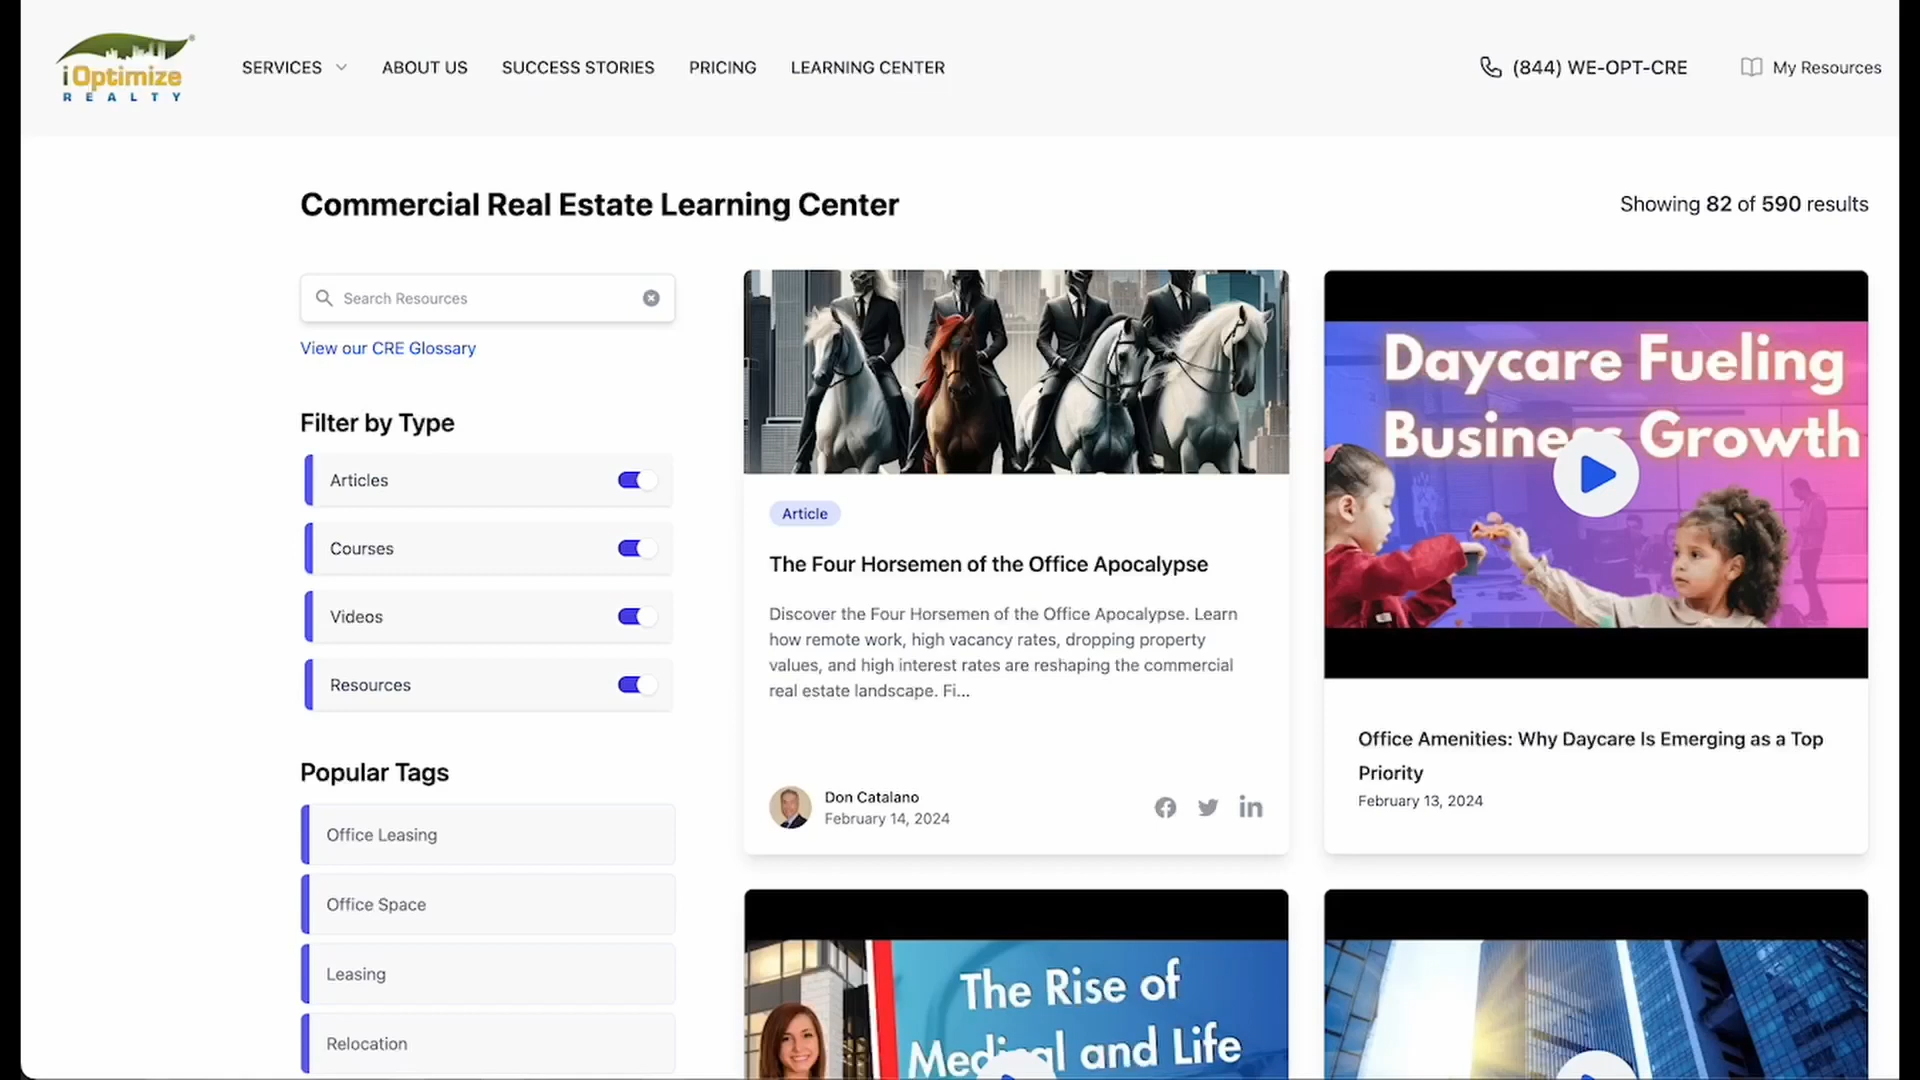 iOptimize
REALTY
SERVICES
ABOUT US
SUCCESS STORIES
PRICING
LEARNING CENTER
(844) WE-OPT-CRE
My Resources
Commercial Real Estate Learning Center
Showing 82 of 590 results
Search Resources
View our CRE Glossary
Filter by Type
Articles
Courses
Videos
Resources
Popular Tags
Office Leasing
Office Space
Leasing
Relocation
Article
The Four Horsemen of the Office Apocalypse
Discover the Four Horsemen of the Office Apocalypse. Learn
how remote work, high vacancy rates, dropping property
values, and high interest rates are reshaping the commercial
real estate landscape. Fi...
Don Catalano
February 14, 2024
Daycare Fueling
Business Growth
Office Amenities: Why Daycare Is Emerging as a Top
Priority
February 13, 2024
The Rise of
Medical and Life